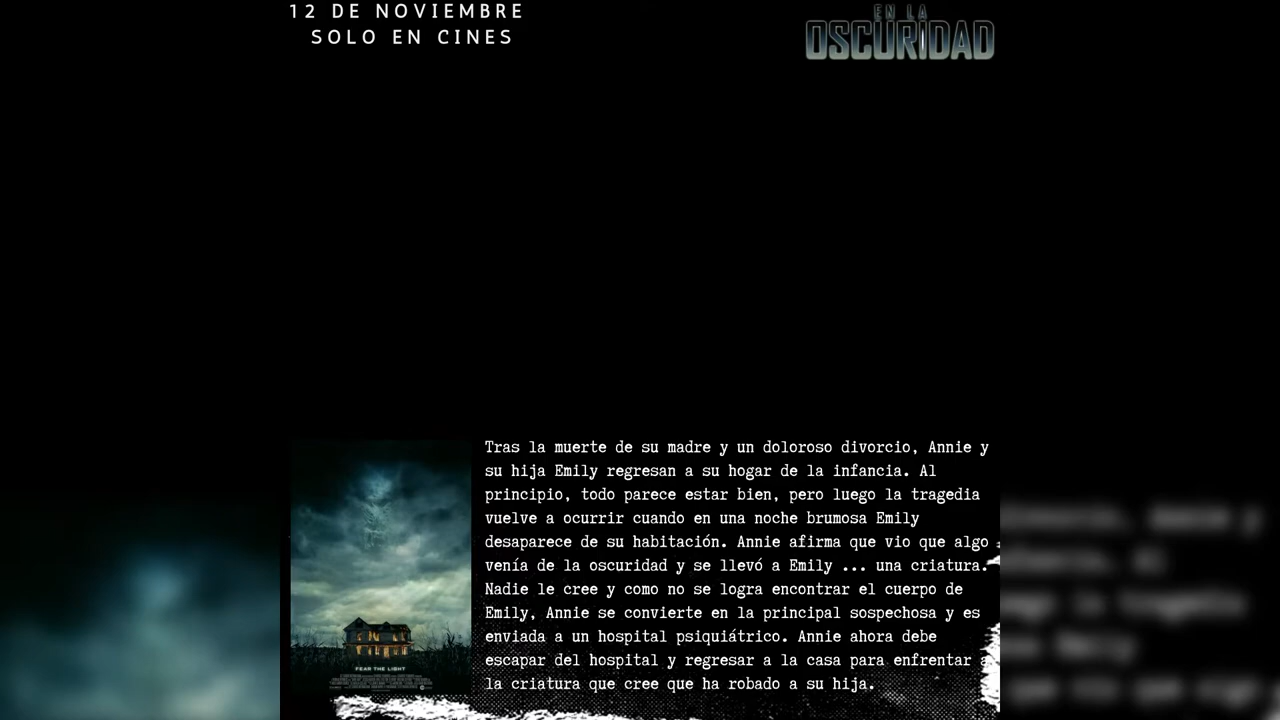 12 DE NOVIEMBRE
SOLO EN CINES
EN LA
OSCURIDAD
Tras la muerte de su madre y un doloroso divorcio, Annie y
su hija Emily regresan a su hogar de la infancia. Al
principio, todo parece estar bien, pero luego la tragedia
vuelve a ocurrir cuando en una noche brumosa Emily
desaparece de su habitación. Annie afirma que vio que algo
venía de la oscuridad y se llevó a Emily ... una criatura.
Nadie le cree y como no se logra encontrar el cuerpo de
Emily, Annie se convierte en la principal sospechosa y es
enviada a un hospital psiquiátrico. Annie ahora debe
escapar del hospital y regresar a la casa para enfrentar a
la criatura que cree que ha robado a su hija.
FEAR THE LIGHT